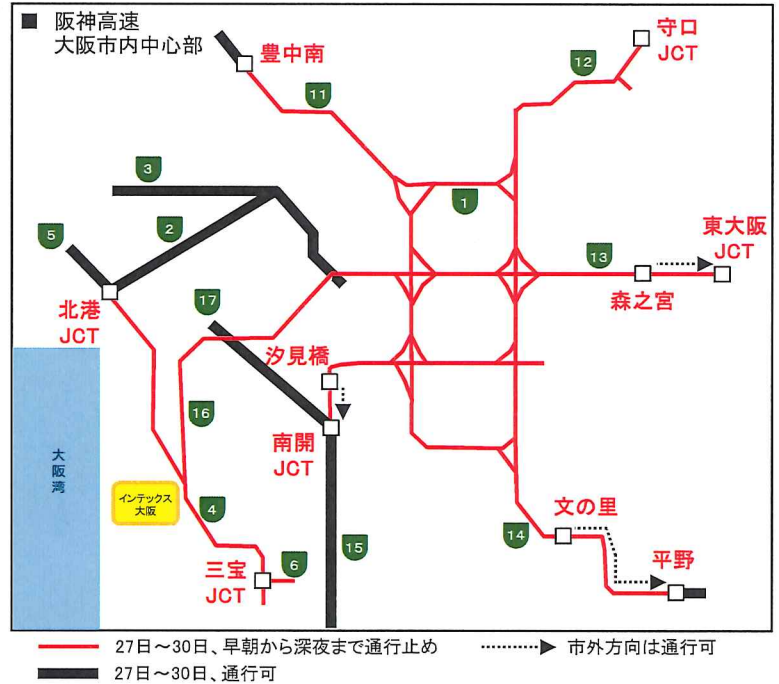 阪神高速
大阪市内中心部
守口
JCT
豊中南
12
11
3
1
東大阪
JCT
5
2
13
北港
JCT
17
森之宮
汐見橋
16
南開
JCT
大阪湾
インテックス
大阪
4
文の里
14
15
平野
三宝
JCT
6
27日～30日、早朝から深夜まで通行止め
市外方向は通行可
27日～30日、通行可